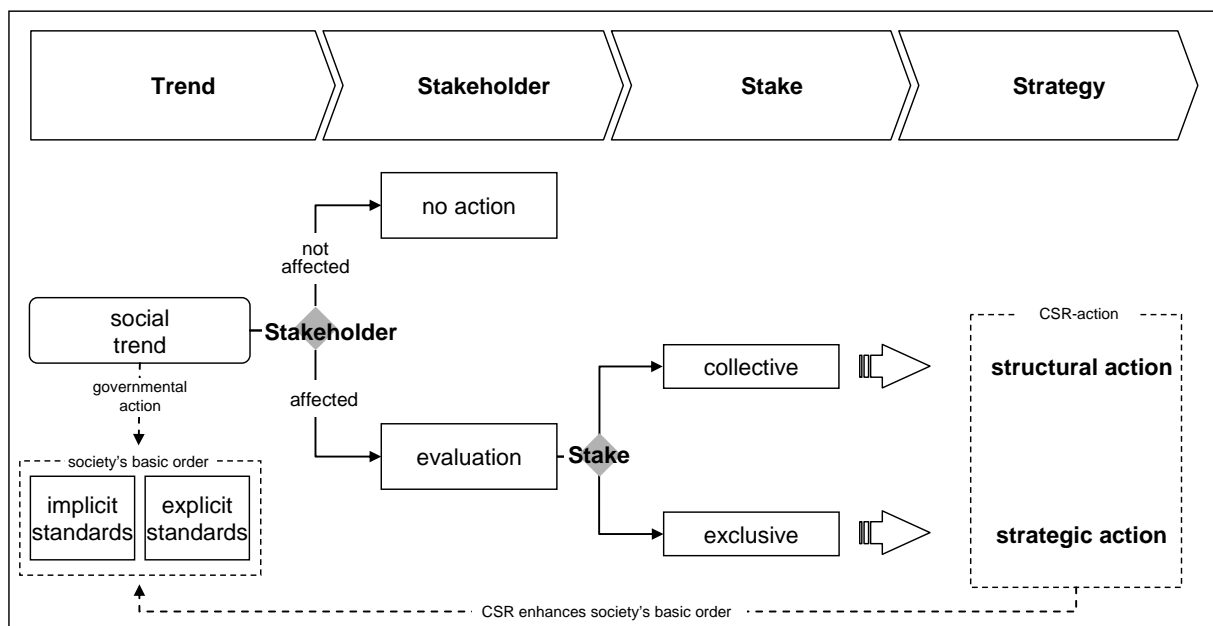 Trend
Stakeholder
Stake
Strategy
no action
not
affected
social
trend
Stakeholder
CSR-action
governmental
action
affected
collective
structural action
society's basic order
implicit
standards
explicit
standards
evaluation
Stake
exclusive
strategic action
CSR enhances society's basic order